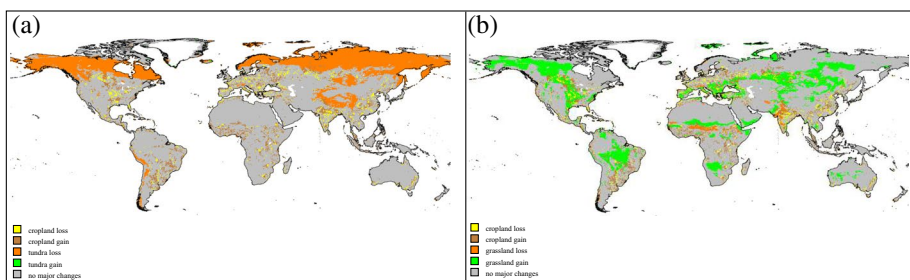 (a)
cropland loss
cropland gain
tundra loss
tundra gain
no major changes
(b)
cropland loss
cropland gain
grassland loss
grassland gain
no major changes